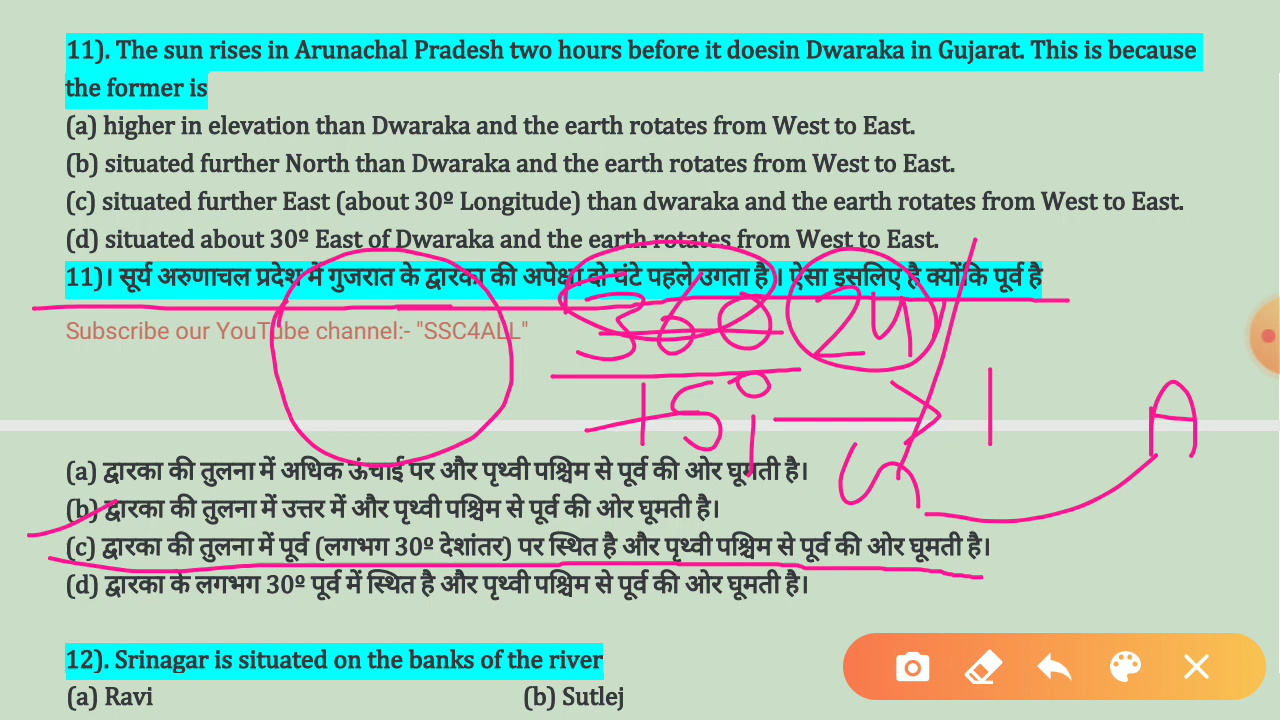 11). The sun rises in Arunachal Pradesh two hours before it doesin Dwaraka in Gujarat. This is because
the former is
(a) higher in elevation than Dwaraka and the earth rotates from West to East.
(b) situated further North than Dwaraka and the earth rotates from West to East.
(c) situated further East (about 30º Longitude) than dwaraka and the earth rotates from West to East.
(d) situated about 30º East of Dwaraka and the earth rotates from West to East.
11)। सूर्य अरुणाचल प्रदेश में गुजरात के द्वारका की अपेक्षा दो घंटे पहले उगता है । ऐसा इसलिए है क्योंकि पूर्व है
Subscribe our YouTube channel:- "SSC4ALL"
360 24
15° 1
A
(a) द्वारका की तुलना में अधिक ऊंचाई पर और पृथ्वी पश्चिम से पूर्व की ओर घूमती है।
(b) द्वारका की तुलना में उत्तर में और पृथ्वी पश्चिम से पूर्व की ओर घूमती है।
(c) द्वारका की तुलना में पूर्व (लगभग 30º देशांतर) पर स्थित है और पृथ्वी पश्चिम से पूर्व की ओर घूमती है।
(d) द्वारका के लगभग 30º पूर्व में स्थित है और पृथ्वी पश्चिम से पूर्व की ओर घूमती है।
12). Srinagar is situated on the banks of the river
(a) Ravi (b) Sutlej